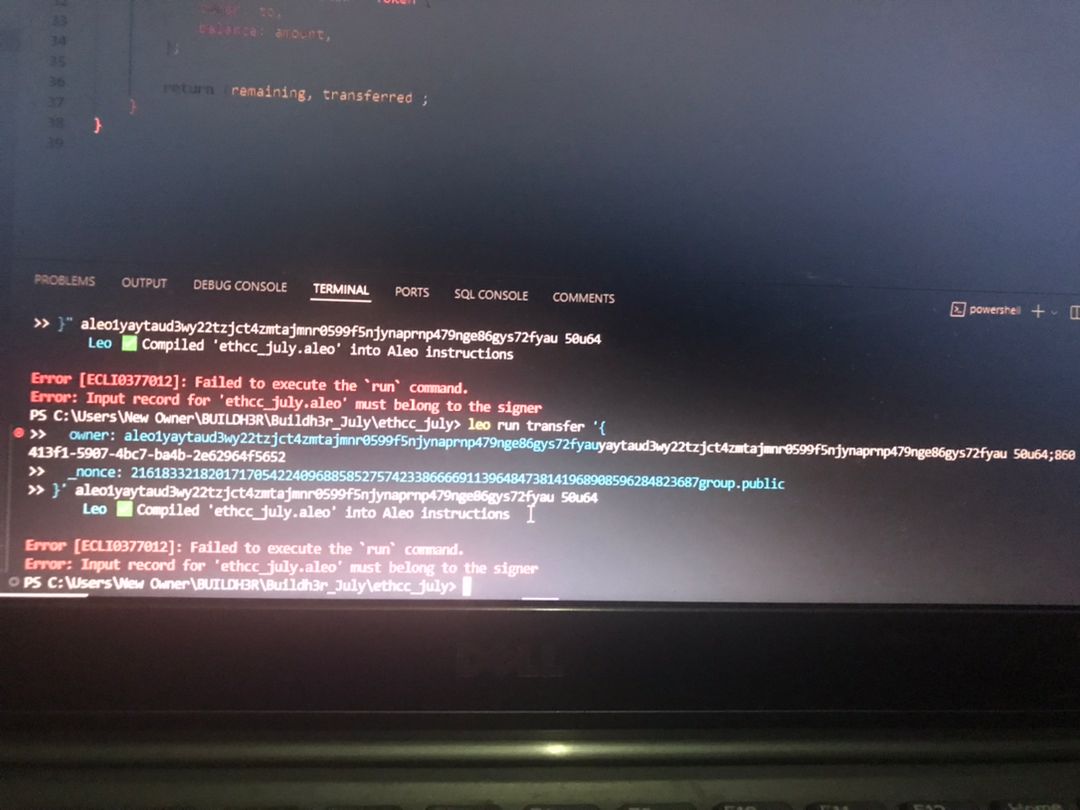 33
34 balance: amount,
35 };
36 return remaining, transferred ;
37 }
38 }
39
PROBLEMS OUTPUT DEBUG CONSOLE TERMINAL PORTS SQL CONSOLE COMMENTS
powershell
>> }" aleo1yaytaud3wy22tzjct4zmtajmnr0599f5njynaprnp479nge86gys72fyau 50u64
Leo ✅ Compiled 'ethcc_july.aleo' into Aleo instructions
Error [ECLI0377012]: Failed to execute the `run` command.
Error: Input record for 'ethcc_july.aleo' must belong to the signer
PS C:\Users\New Owner\BUILDH3R\Buildh3r_July\ethcc_july> leo run transfer '{
>> owner: aleo1yaytaud3wy22tzjct4zmtajmnr0599f5njynaprnp479nge86gys72fyauyaytaud3wy22tzjct4zmtajmnr0599f5njynaprnp479nge86gys72fyau 50u64;860
413f1-5907-4bc7-ba4b-2e62964f5652
>> _nonce: 2161833218201717054224096885852757423386666911396484738141968908596284823687group.public
>> }' aleo1yaytaud3wy22tzjct4zmtajmnr0599f5njynaprnp479nge86gys72fyau 50u64
Leo ✅ Compiled 'ethcc_july.aleo' into Aleo instructions
Error [ECLI0377012]: Failed to execute the `run` command.
Error: Input record for 'ethcc_july.aleo' must belong to the signer
PS C:\Users\New Owner\BUILDH3R\Buildh3r_July\ethcc_july>
DELL